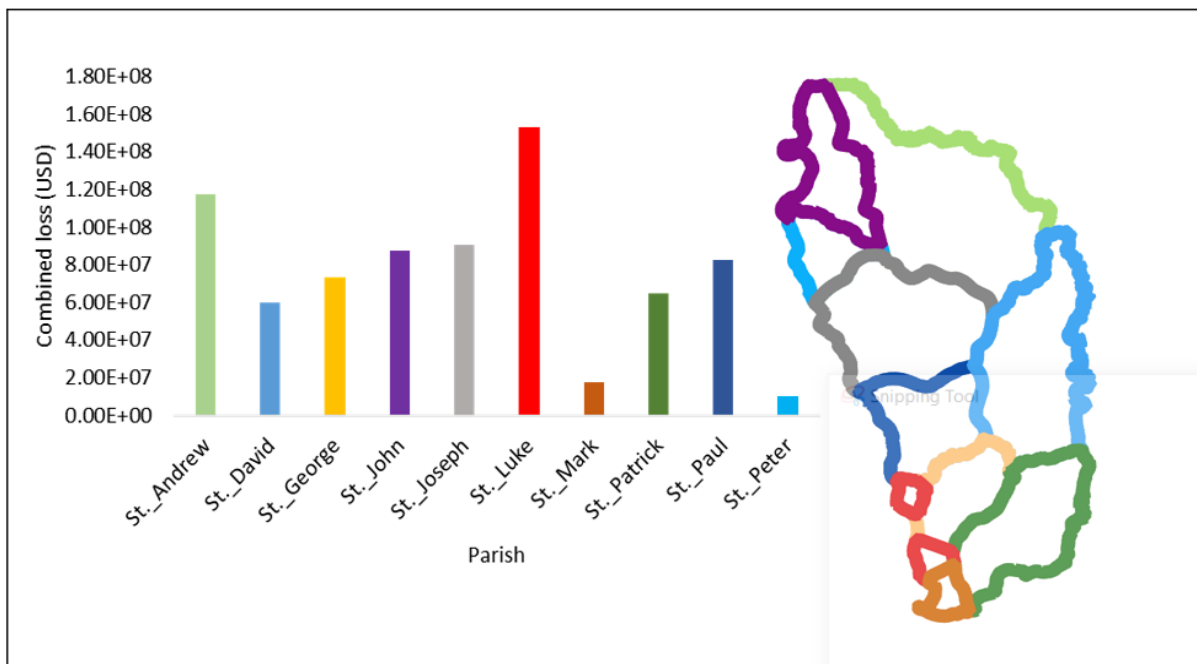 Combined loss (USD)
1.80E+08
1.60E+08
1.40E+08
1.20E+08
1.00E+08
8.00E+07
6.00E+07
4.00E+07
2.00E+07
0.00E+00
St._Andrew
St._David
St._George
St._John
St._Joseph
St._Luke
St._Mark
St._Patrick
St._Paul
St._Peter
Parish
Snipping Tool